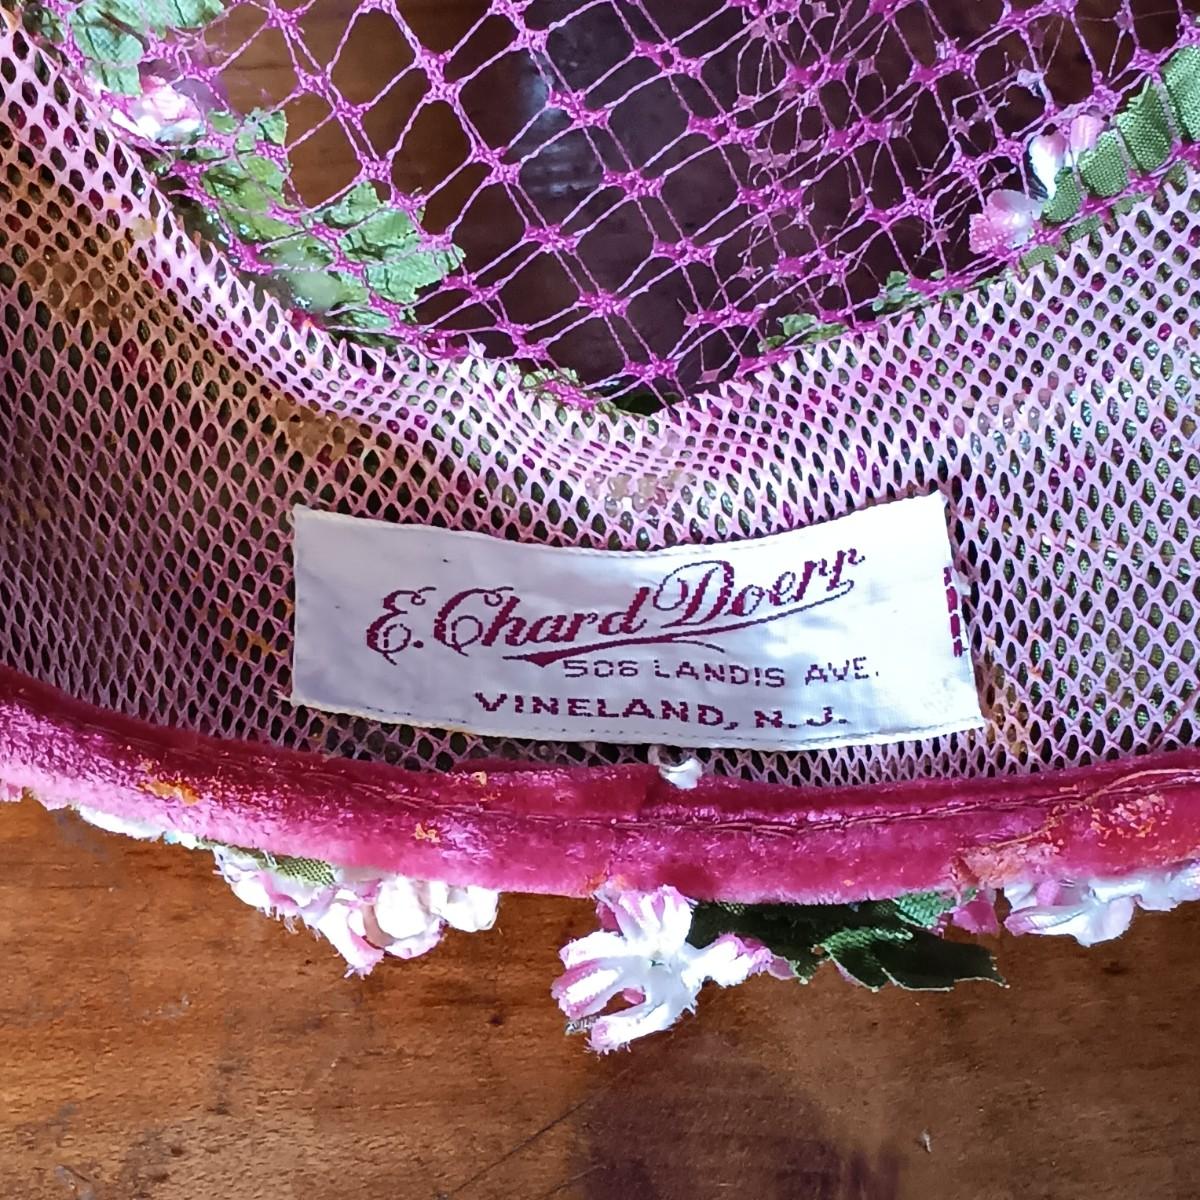 E. Chard Doerr
506 LANDIS AVE.
VINELAND, N. J.